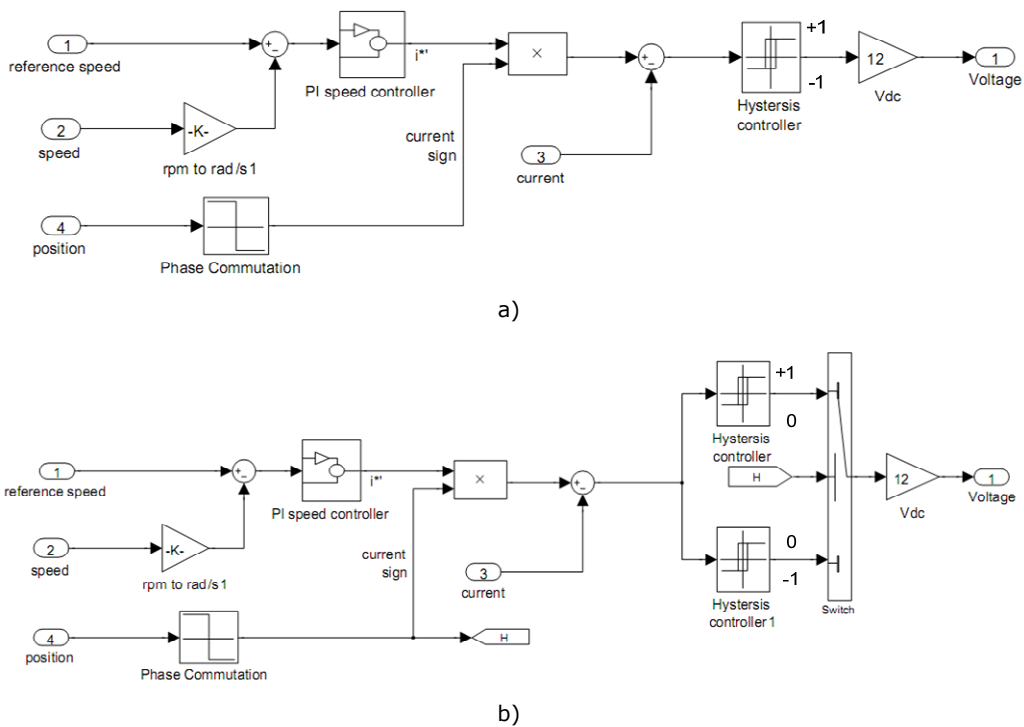 1
reference speed
+
-
i*'
PI speed controller
×
+
-
+1
-1
Hystersis
controller
12
Vdc
1
Voltage
2
speed
-K-
rpm to rad/s1
current
sign
3
current
4
position
Phase Commutation
a)
+1
0
Hystersis
controller
1
reference speed
+
-
i*'
PI speed controller
×
+
-
H
12
Vdc
1
Voltage
2
speed
-K-
rpm to rad/s1
current
sign
3
current
0
-1
Hystersis
controller1
Switch
4
position
H
Phase Commutation
b)